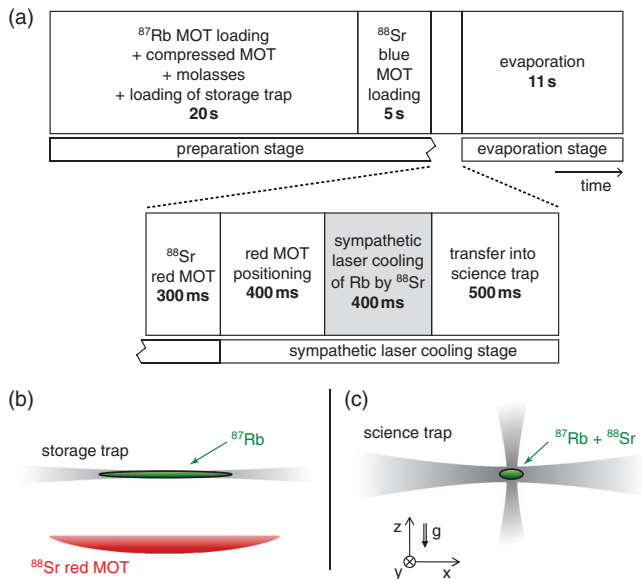 (a)
⁸⁷Rb MOT loading
+ compressed MOT
+ molasses
+ loading of storage trap
20 s
⁸⁸Sr
blue
MOT
loading
5 s
evaporation
11 s
preparation stage
evaporation stage
time
⁸⁸Sr
red MOT
300 ms
red MOT
positioning
400 ms
sympathetic
laser cooling
of Rb by ⁸⁸Sr
400 ms
transfer into
science trap
500 ms
sympathetic laser cooling stage
(b)
storage trap
⁸⁷Rb
⁸⁸Sr red MOT
(c)
science trap
⁸⁷Rb + ⁸⁸Sr
z
g
y
x